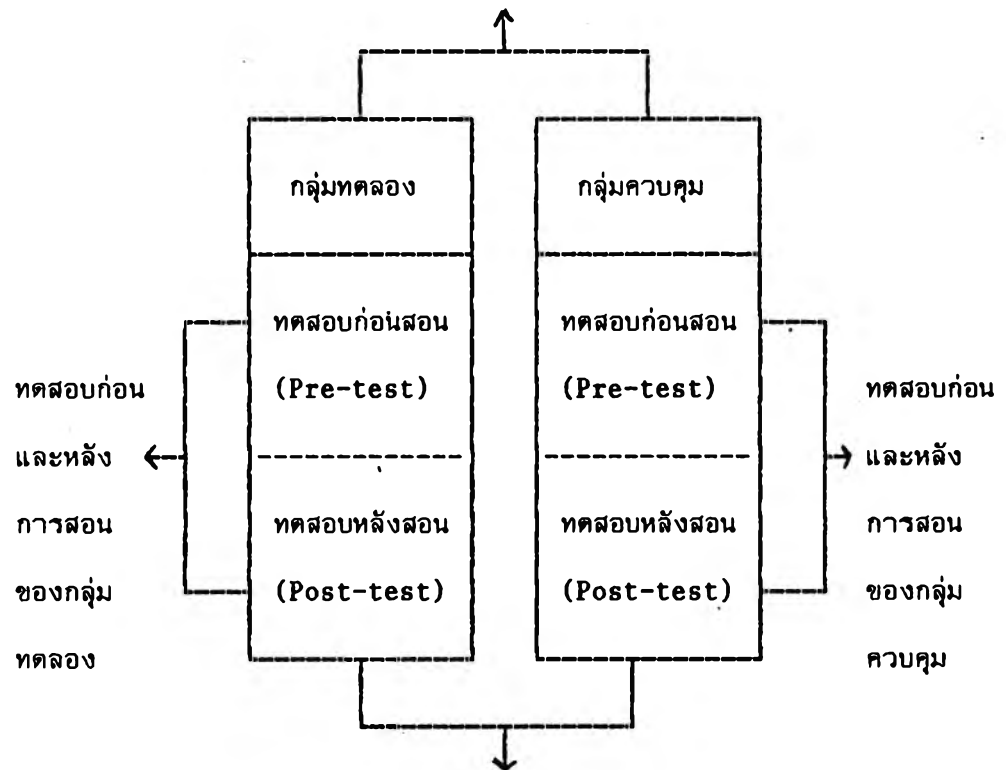 กลุ่มทดลอง
กลุ่มควบคุม
ทดสอบก่อนสอน
(Pre-test)
ทดสอบหลังสอน
(Post-test)
ทดสอบก่อนสอน
(Pre-test)
ทดสอบหลังสอน
(Post-test)
ทดสอบก่อน
และหลัง
การสอน
ของกลุ่ม
ทดลอง
ทดสอบก่อน
และหลัง
การสอน
ของกลุ่ม
ควบคุม